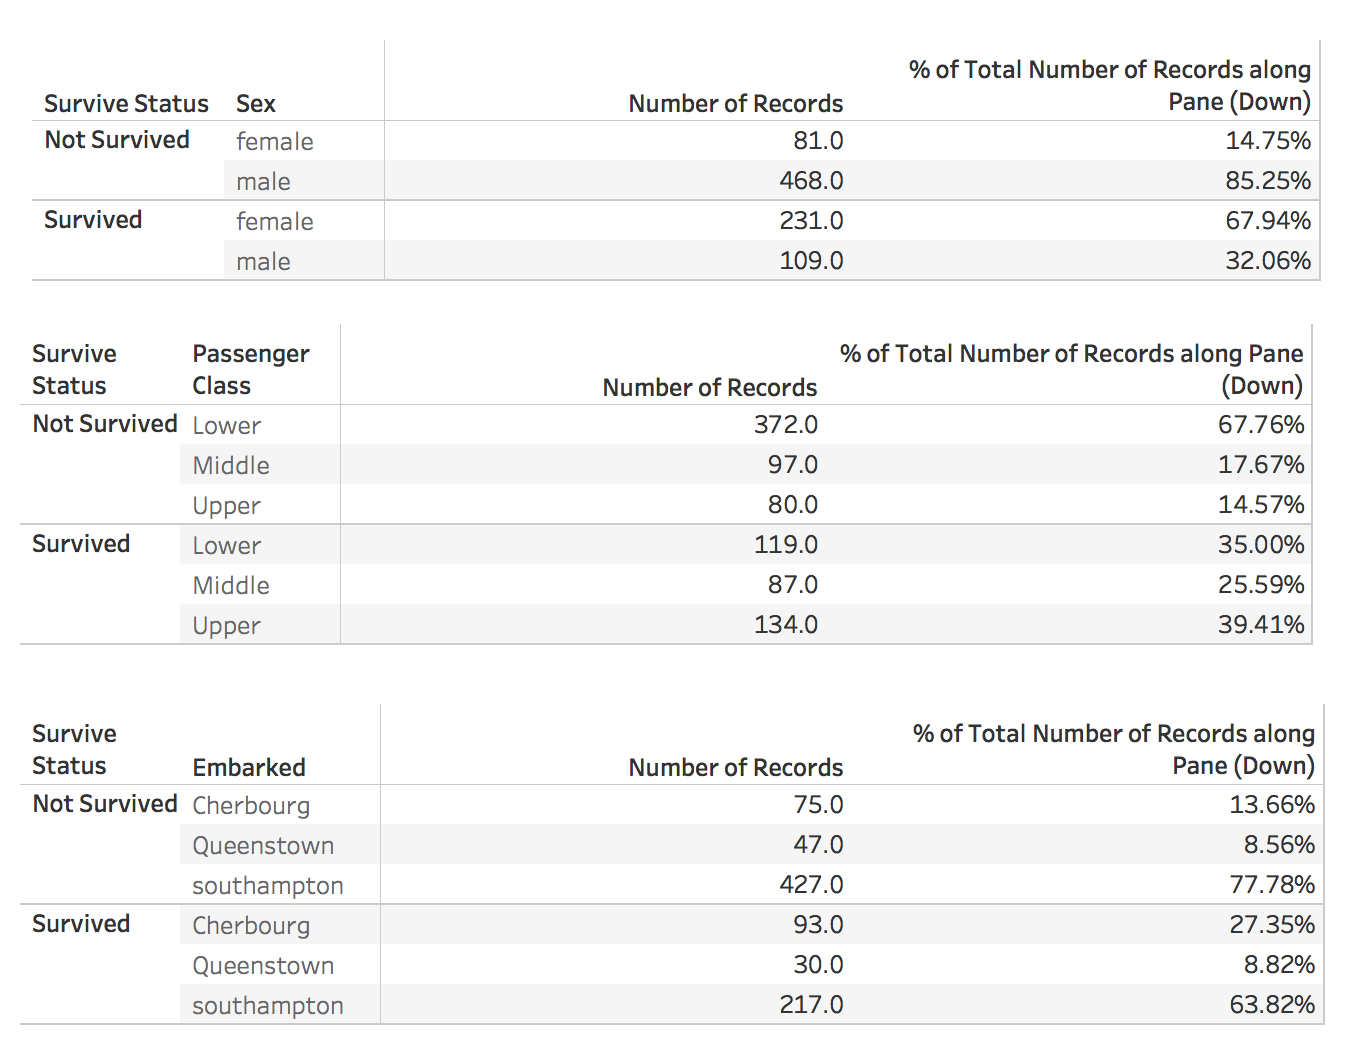 % of Total Number of Records along
Survive Status Sex Number of Records Pane (Down)
Not Survived female 81.0 14.75%
male 468.0 85.25%
Survived female 231.0 67.94%
male 109.0 32.06%
Survive Passenger % of Total Number of Records along Pane
Status Class Number of Records (Down)
Not Survived Lower 372.0 67.76%
Middle 97.0 17.67%
Upper 80.0 14.57%
Survived Lower 119.0 35.00%
Middle 87.0 25.59%
Upper 134.0 39.41%
Survive % of Total Number of Records along
Status Embarked Number of Records Pane (Down)
Not Survived Cherbourg 75.0 13.66%
Queenstown 47.0 8.56%
southampton 427.0 77.78%
Survived Cherbourg 93.0 27.35%
Queenstown 30.0 8.82%
southampton 217.0 63.82%